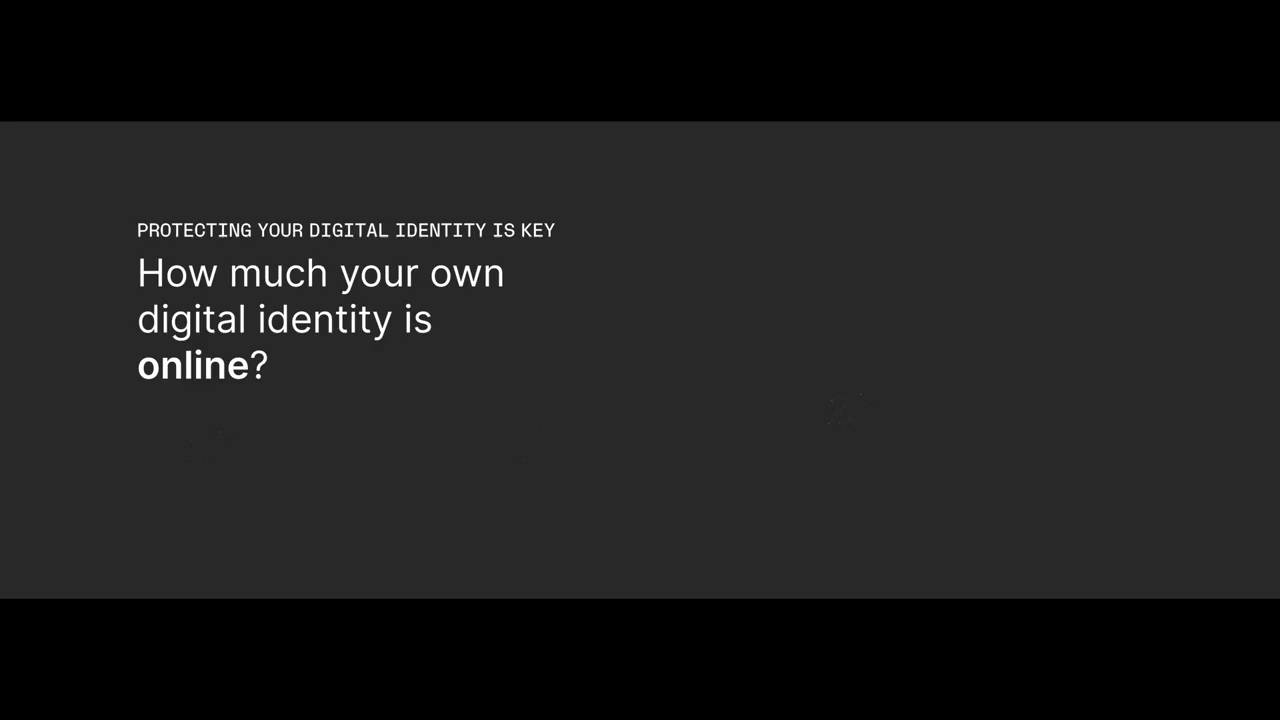 PROTECTING YOUR DIGITAL IDENTITY IS KEY
How much your own
digital identity is
online?